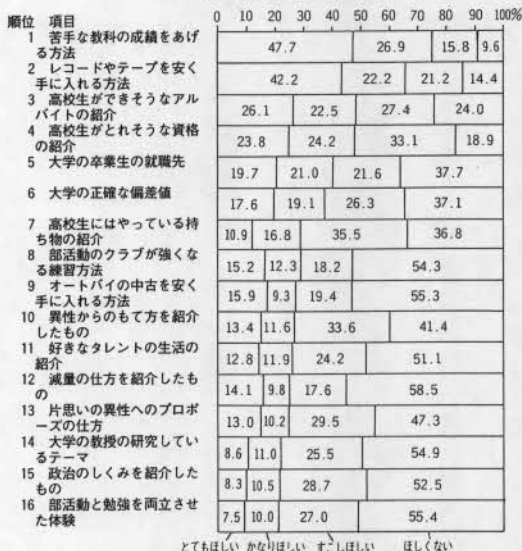 0 10 20 30 40 50 60 70 80 90 100%
順位 項目
1 苦手な教科の成績をあげ
る方法
47.7 26.9 15.8 9.6
2 レコードやテープを安く
手に入れる方法
42.2 22.2 21.2 14.4
3 高校生ができそうなアル
バイトの紹介
26.1 22.5 27.4 24.0
4 高校生がとれそうな資格
の紹介
23.8 24.2 33.1 18.9
5 大学の卒業生の就職先
19.7 21.0 21.6 37.7
6 大学の正確な偏差値
17.6 19.1 26.3 37.1
7 高校生にはやっている持
ち物の紹介
10.9 16.8 35.5 36.8
8 部活動のクラブが強くな
る練習方法
15.2 12.3 18.2 54.3
9 オートバイの中古を安く
手に入れる方法
15.9 9.3 19.4 55.3
10 異性からのもて方を紹介
したもの
13.4 11.6 33.6 41.4
11 好きなタレントの生活の
紹介
12.8 11.9 24.2 51.1
12 減量の仕方を紹介したも
の
14.1 9.8 17.6 58.5
13 片思いの異性へのプロポ
ーズの仕方
13.0 10.2 29.5 47.3
14 大学の教授の研究してい
るテーマ
8.6 11.0 25.5 54.9
15 政治のしくみを紹介した
もの
8.3 10.5 28.7 52.5
16 部活動と勉強を両立させ
た体験
7.5 10.0 27.0 55.4
とてもほしい かなりほしい すこしほしい ほしくない